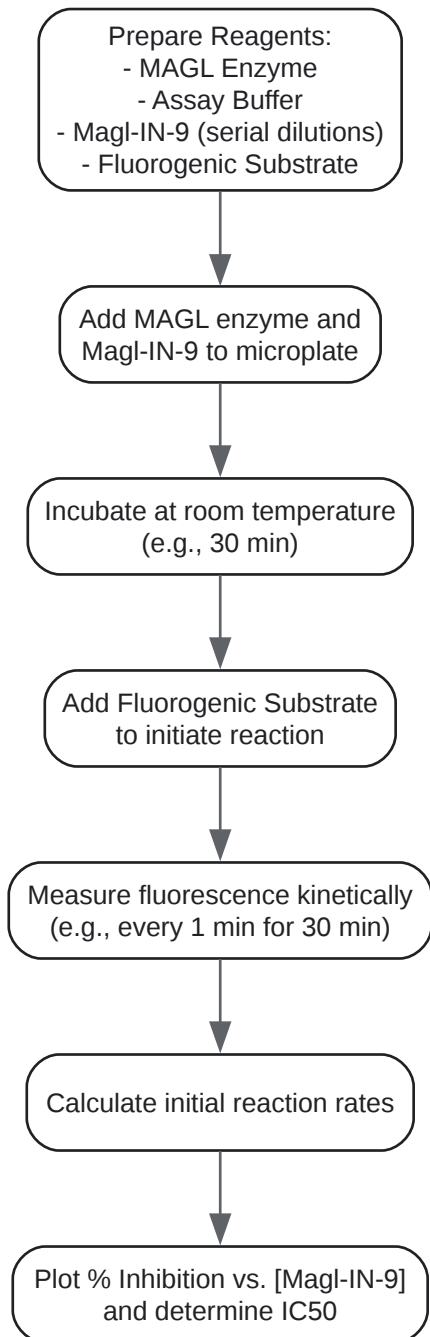 Prepare Reagents:
- MAGL Enzyme
- Assay Buffer
- Magl-IN-9 (serial dilutions)
- Fluorogenic Substrate
Add MAGL enzyme and
Magl-IN-9 to microplate
Incubate at room temperature
(e.g., 30 min)
Add Fluorogenic Substrate
to initiate reaction
Measure fluorescence kinetically
(e.g., every 1 min for 30 min)
Calculate initial reaction rates
Plot % Inhibition vs. [Magl-IN-9]
and determine IC50